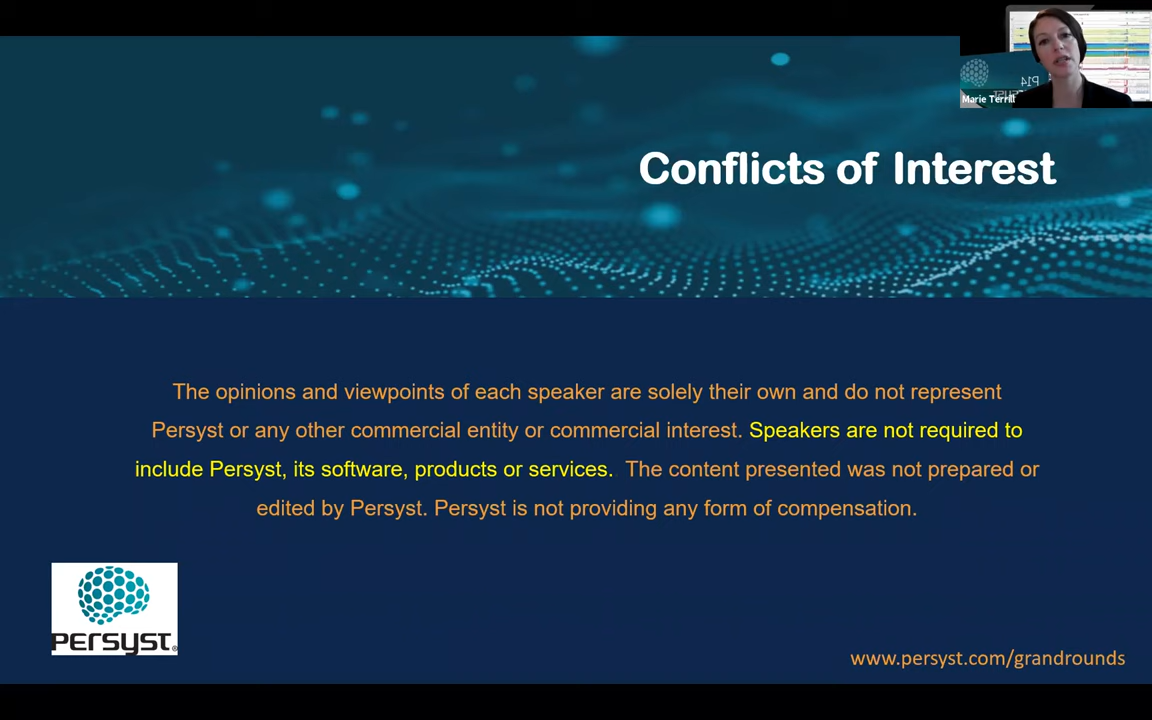 Marie Terrill
P14
Conflicts of Interest
The opinions and viewpoints of each speaker are solely their own and do not represent
Persyst or any other commercial entity or commercial interest. Speakers are not required to
include Persyst, its software, products or services. The content presented was not prepared or
edited by Persyst. Persyst is not providing any form of compensation.
PERSYST®
www.persyst.com/grandrounds